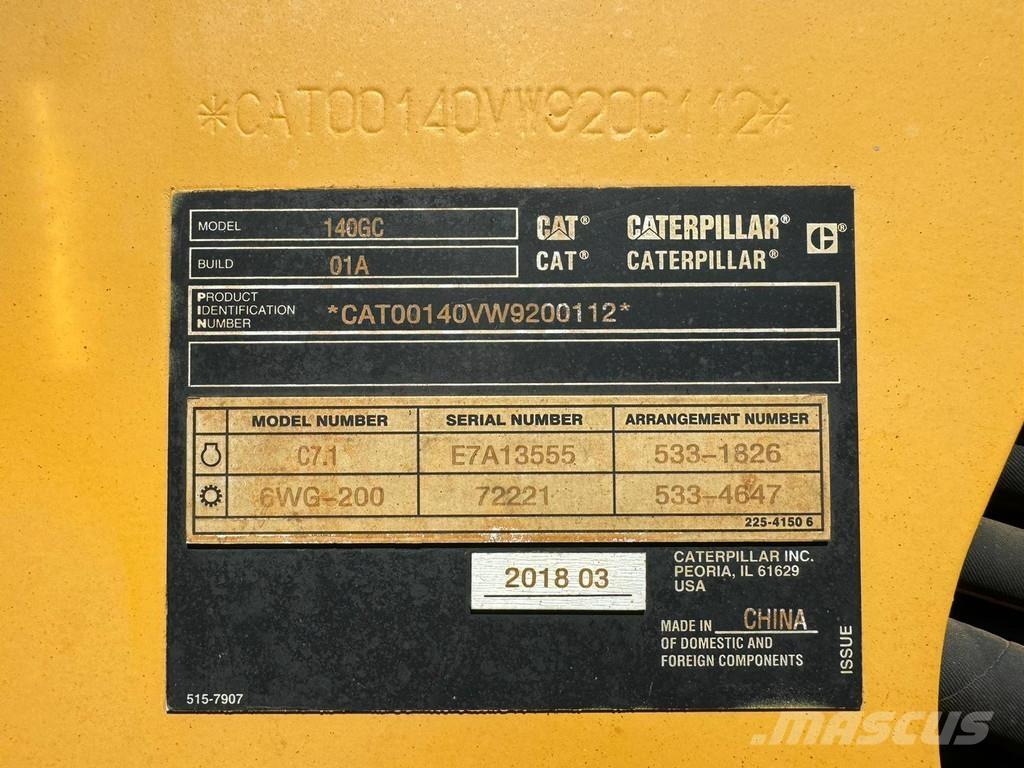 *CAT00140VW9200112*
MODEL 140GC
CAT® CATERPILLAR®
BUILD 01A
CAT® CATERPILLAR®
PRODUCT
IDENTIFICATION
NUMBER
*CAT00140VW9200112*
MODEL NUMBER SERIAL NUMBER ARRANGEMENT NUMBER
C7.1 E7A13555 533-1826
6WG-200 72221 533-4647
225-4150 6
2018 03
CATERPILLAR INC.
PEORIA, IL 61629
USA
MADE IN CHINA
OF DOMESTIC AND
FOREIGN COMPONENTS
ISSUE
515-7907
MASCUS